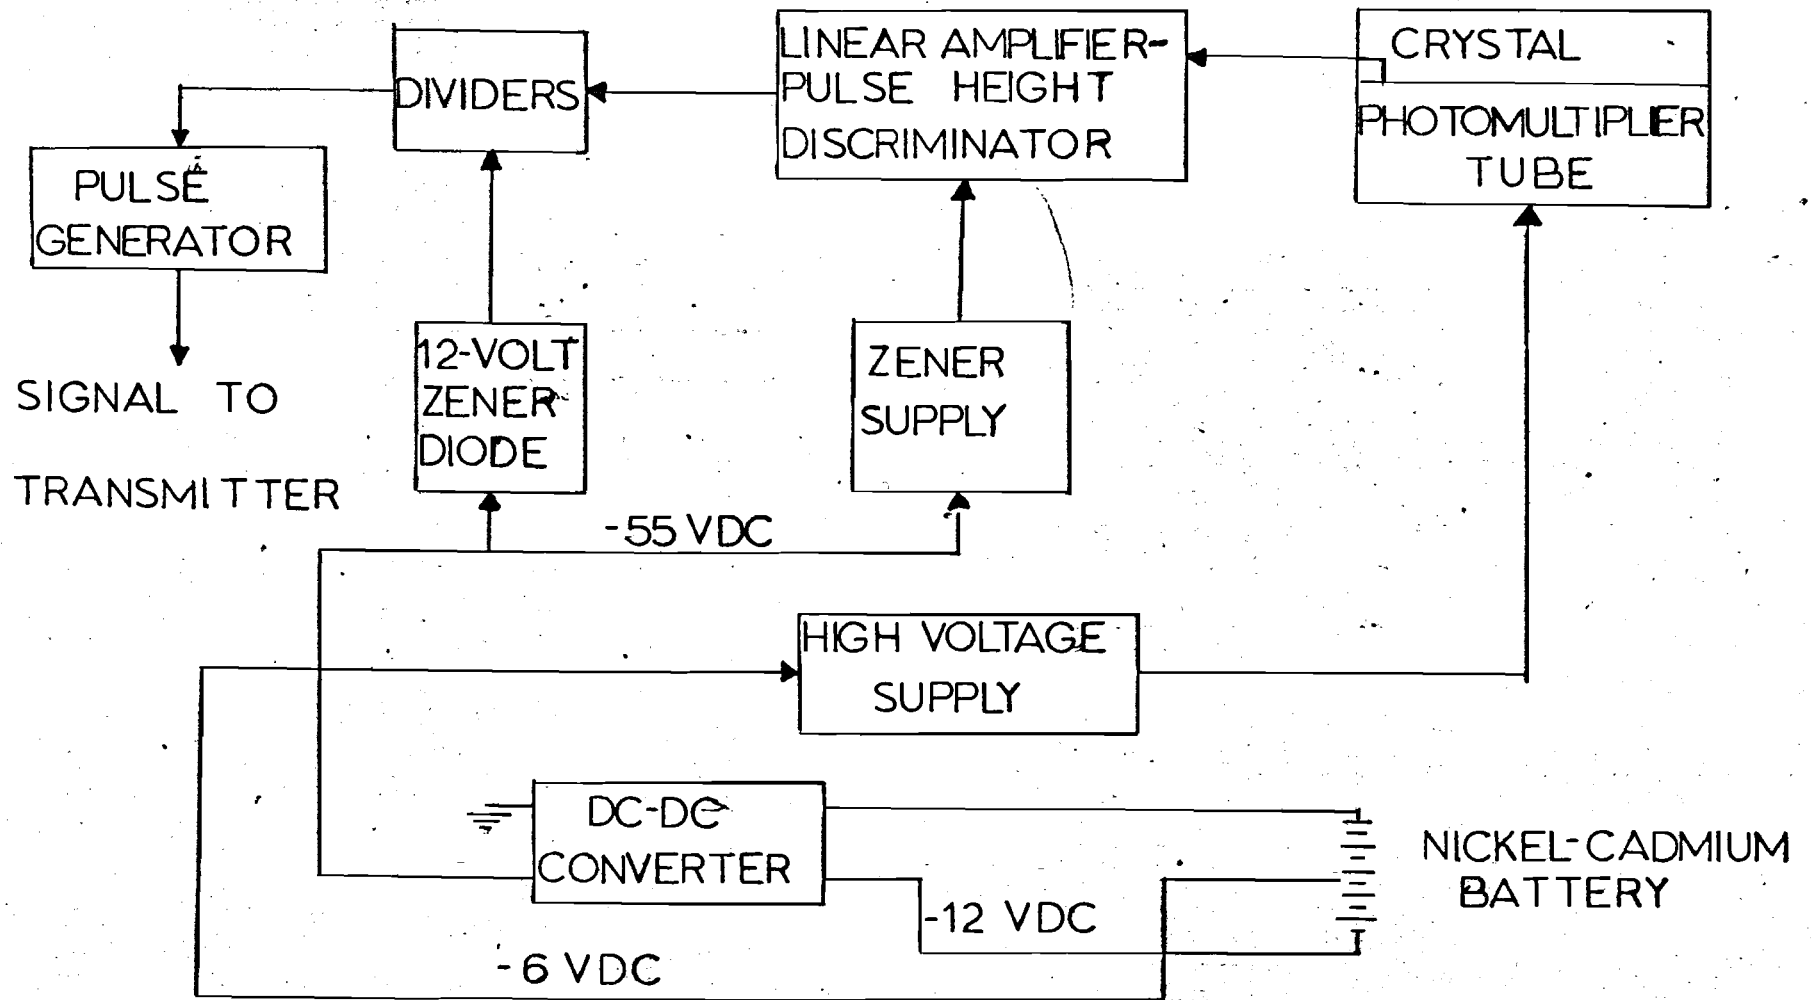 DIVIDERS
LINEAR AMPLIFIER-
PULSE HEIGHT
DISCRIMINATOR
CRYSTAL
PHOTOMULTIPLIER
TUBE
PULSE
GENERATOR
SIGNAL TO
TRANSMITTER
12-VOLT
ZENER
DIODE
ZENER
SUPPLY
-55 VDC
HIGH VOLTAGE
SUPPLY
DC-DC
CONVERTER
-12 VDC
-6 VDC
NICKEL-CADMIUM
BATTERY